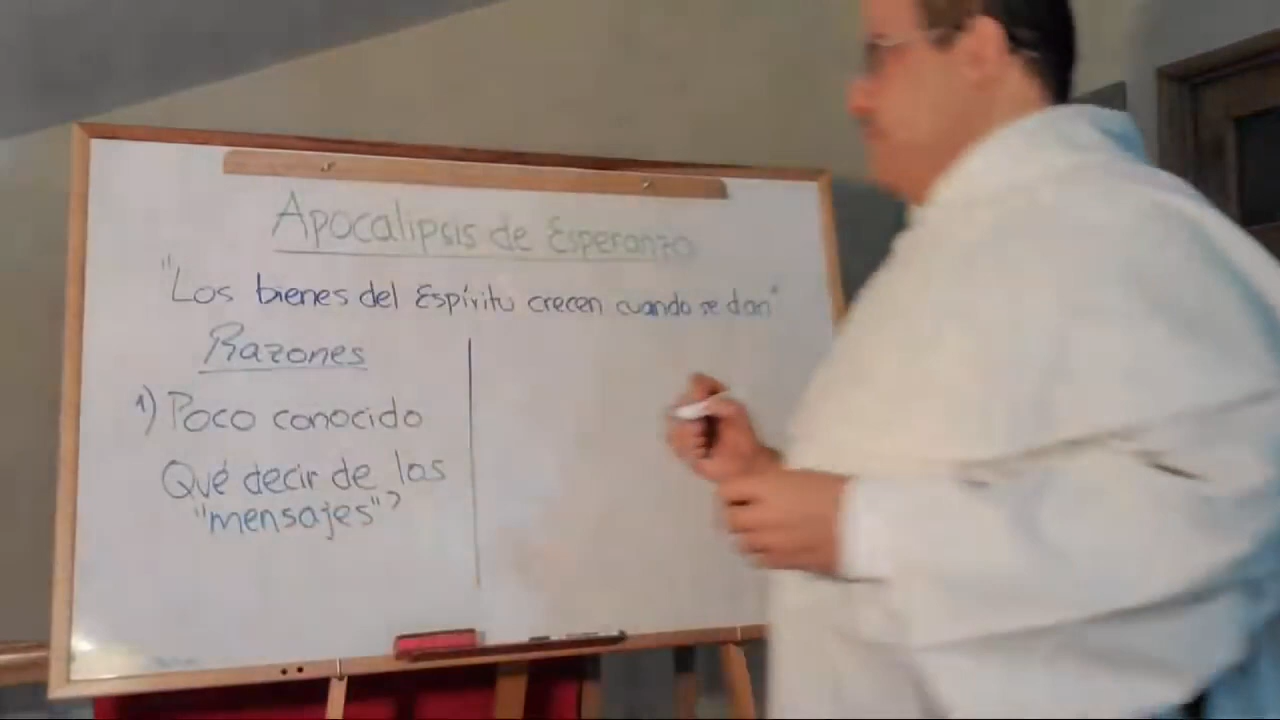 Apocalipsis de Esperanza
"Los bienes del Espíritu crecen cuando se dan"
Razones
1) Poco conocido
Qué decir de los
"mensajes"?